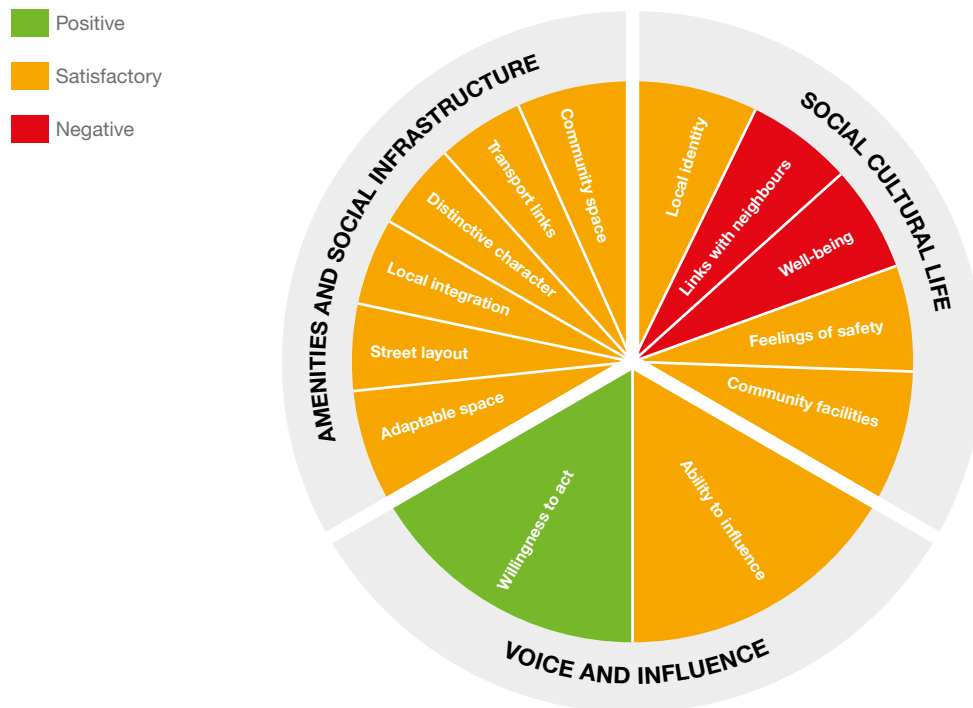 Positive
Satisfactory
Negative
AMENITIES AND SOCIAL INFRASTRUCTURE
Community space
Transport links
Distinctive character
Local integration
Street layout
Adaptable space
SOCIAL CULTURAL LIFE
Local identity
Links with neighbours
Well-being
Feelings of safety
Community facilities
VOICE AND INFLUENCE
Willingness to act
Ability to influence